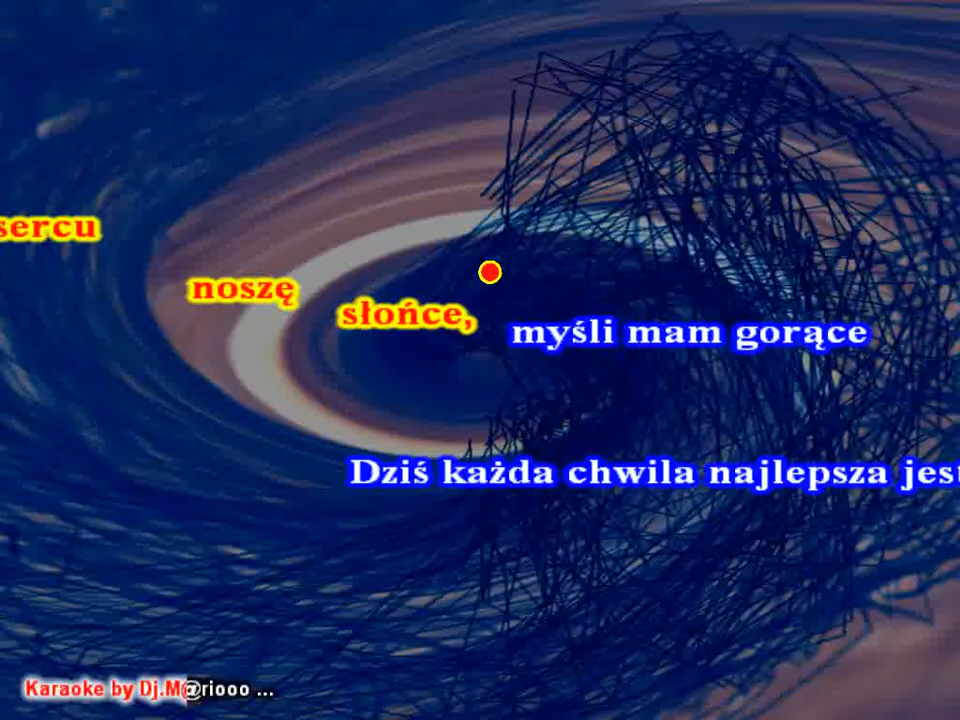 sercu noszę słońce, myśli mam gorące
Dziś każda chwila najlepsza jest
Karaoke by Dj.M@riooo ...